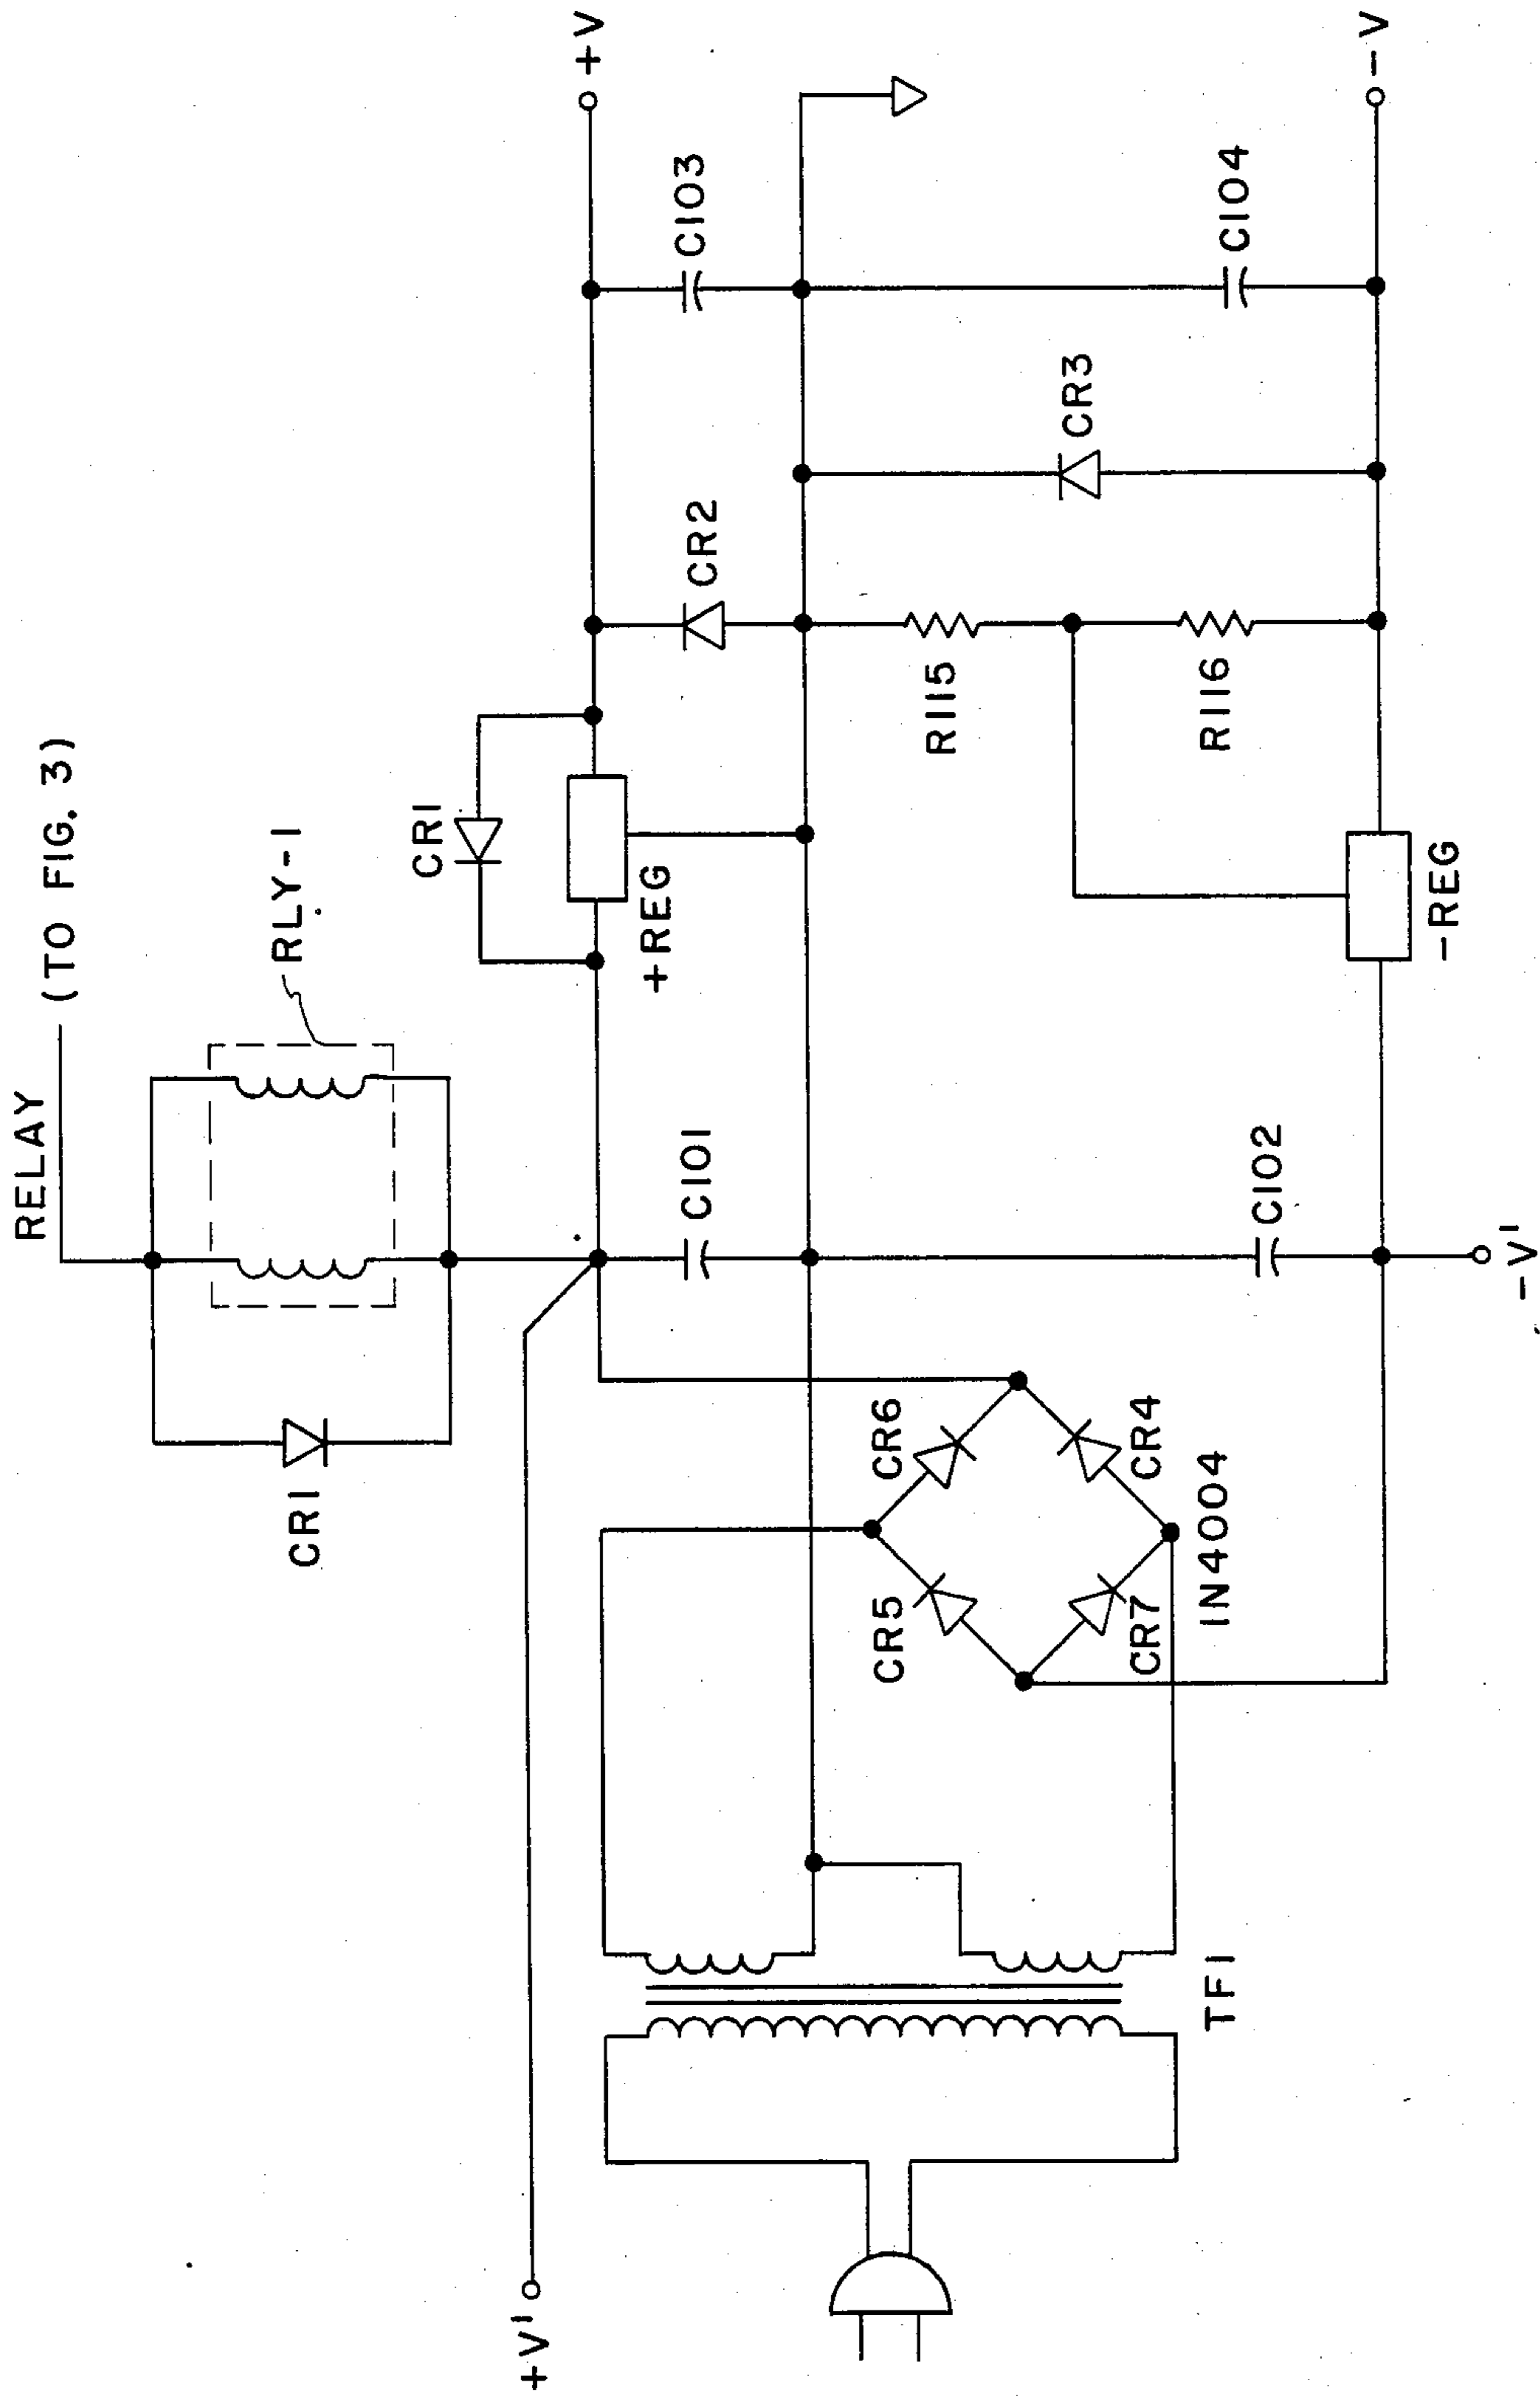 RELAY (TO FIG. 3)
RLY-1
CR1
CR1
+V'
+V
+REG
CR2
C103
C101
CR6
CR5
CR4
CR7
IN4004
R115
R116
CR3
C104
C102
-REG
-V
-V'
TF1